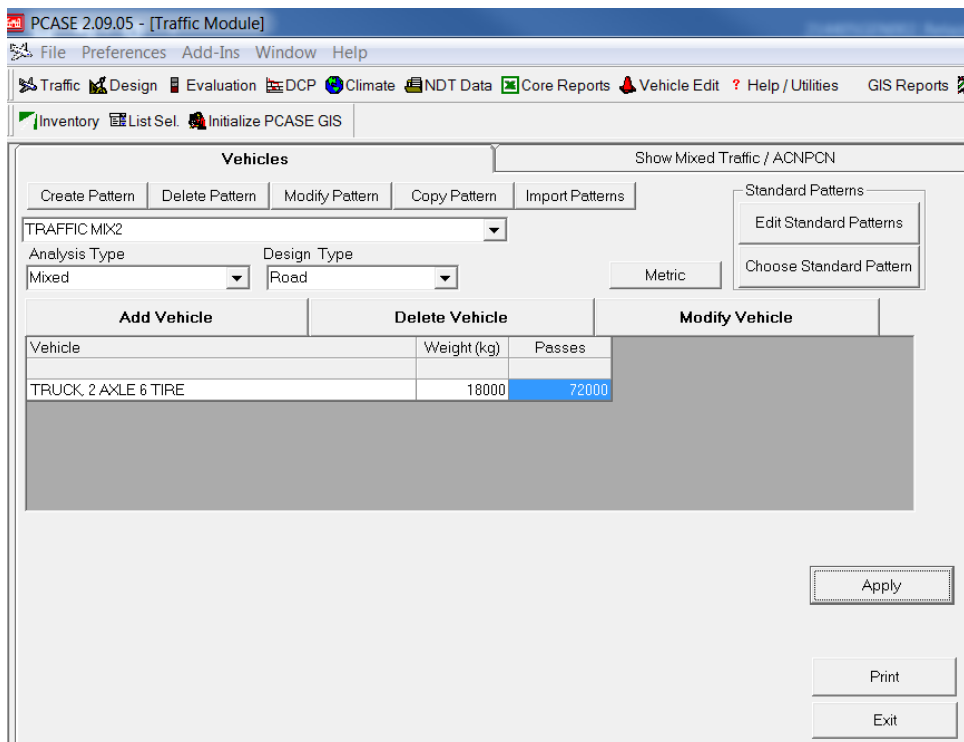 PCASE 2.09.05 - [Traffic Module]
File Preferences Add-Ins Window Help
Traffic Design Evaluation DCP Climate NDT Data Core Reports Vehicle Edit ? Help / Utilities GIS Reports
Inventory List Sel. Initialize PCASE GIS
Vehicles Show Mixed Traffic / ACNPCN
Create Pattern Delete Pattern Modify Pattern Copy Pattern Import Patterns Standard Patterns
TRAFFIC MIX2 Edit Standard Patterns
Analysis Type Design Type
Mixed Road Metric Choose Standard Pattern
Add Vehicle Delete Vehicle Modify Vehicle
Vehicle Weight (kg) Passes
TRUCK, 2 AXLE 6 TIRE 18000 72000
Apply
Print
Exit